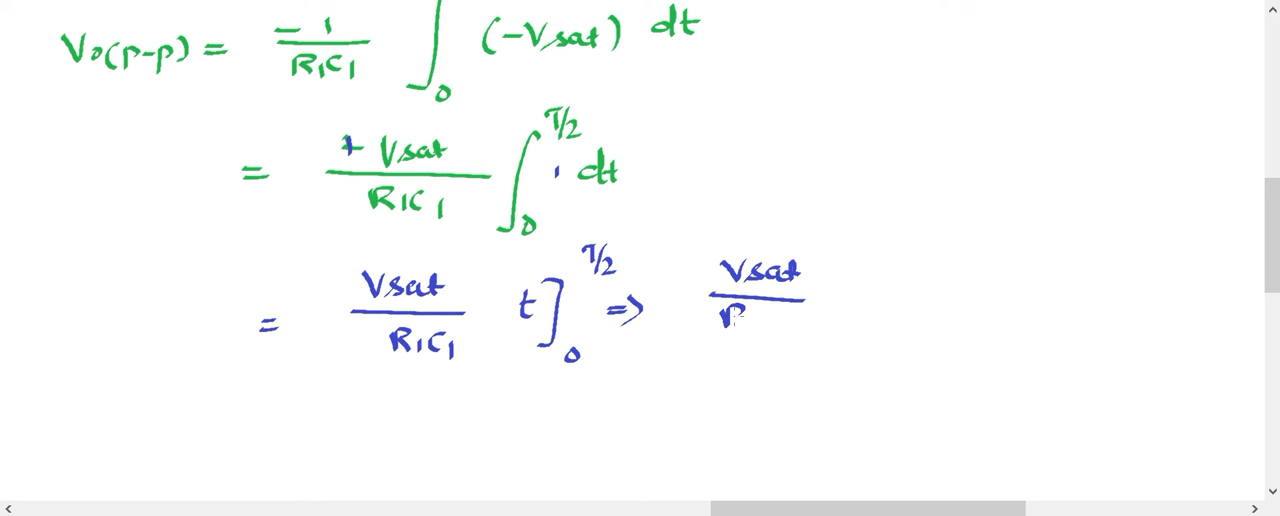 Vo(p-p) = -1/R1C1 ∫0 (-Vsat) dt
= + Vsat/R1C1 ∫0^T/2 1 dt
= Vsat/R1C1 t]0^T/2 => Vsat/R